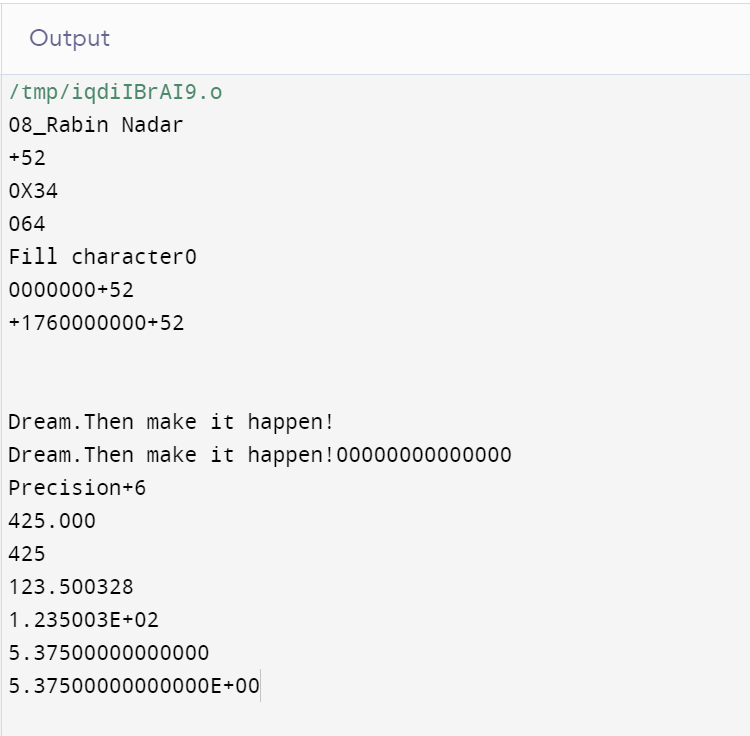 Output
/tmp/iqdiIBrAI9.o
08_Rabin Nadar
+52
0X34
064
Fill character0
0000000+52
+1760000000+52
Dream.Then make it happen!
Dream.Then make it happen!00000000000000
Precision+6
425.000
425
123.500328
1.235003E+02
5.37500000000000
5.37500000000000E+00